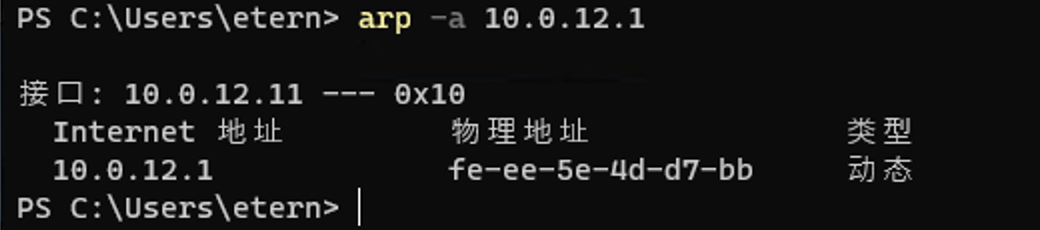 PS C:\Users\etern> arp -a 10.0.12.1
接口: 10.0.12.11 --- 0x10
Internet 地址 物理地址 类型
10.0.12.1 fe-ee-5e-4d-d7-bb 动态
PS C:\Users\etern>